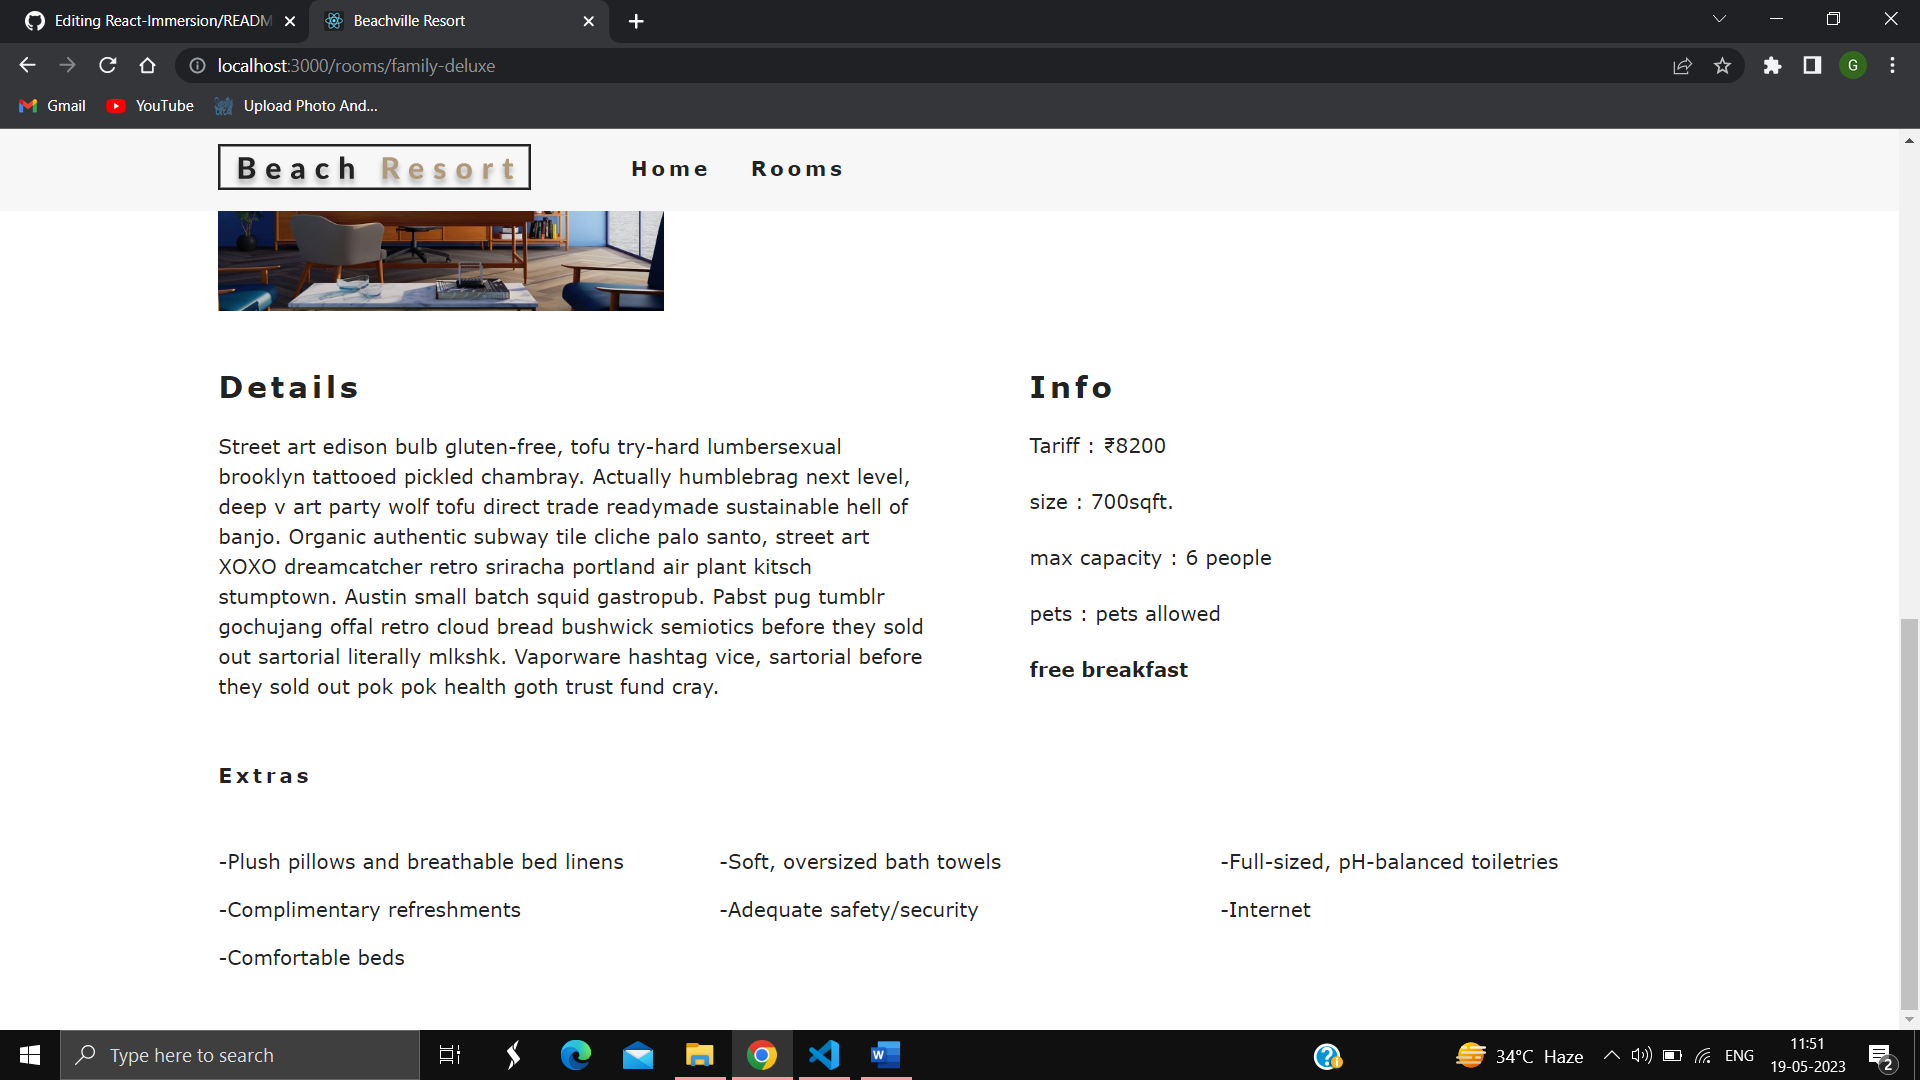 Editing React-Immersion/READM
Beachville Resort
localhost:3000/rooms/family-deluxe
G
Gmail
YouTube
Upload Photo And...
Beach Resort
Home
Rooms
Details
Street art edison bulb gluten-free, tofu try-hard lumbersexual
brooklyn tattooed pickled chambray. Actually humblebrag next level,
deep v art party wolf tofu direct trade readymade sustainable hell of
banjo. Organic authentic subway tile cliche palo santo, street art
XOXO dreamcatcher retro sriracha portland air plant kitsch
stumptown. Austin small batch squid gastropub. Pabst pug tumblr
gochujang offal retro cloud bread bushwick semiotics before they sold
out sartorial literally mlkshk. Vaporware hashtag vice, sartorial before
they sold out pok pok health goth trust fund cray.
Info
Tariff : ₹8200
size : 700sqft.
max capacity : 6 people
pets : pets allowed
free breakfast
Extras
-Plush pillows and breathable bed linens
-Soft, oversized bath towels
-Full-sized, pH-balanced toiletries
-Complimentary refreshments
-Adequate safety/security
-Internet
-Comfortable beds
Type here to search
34°C Haze
ENG
11:51
19-05-2023
2